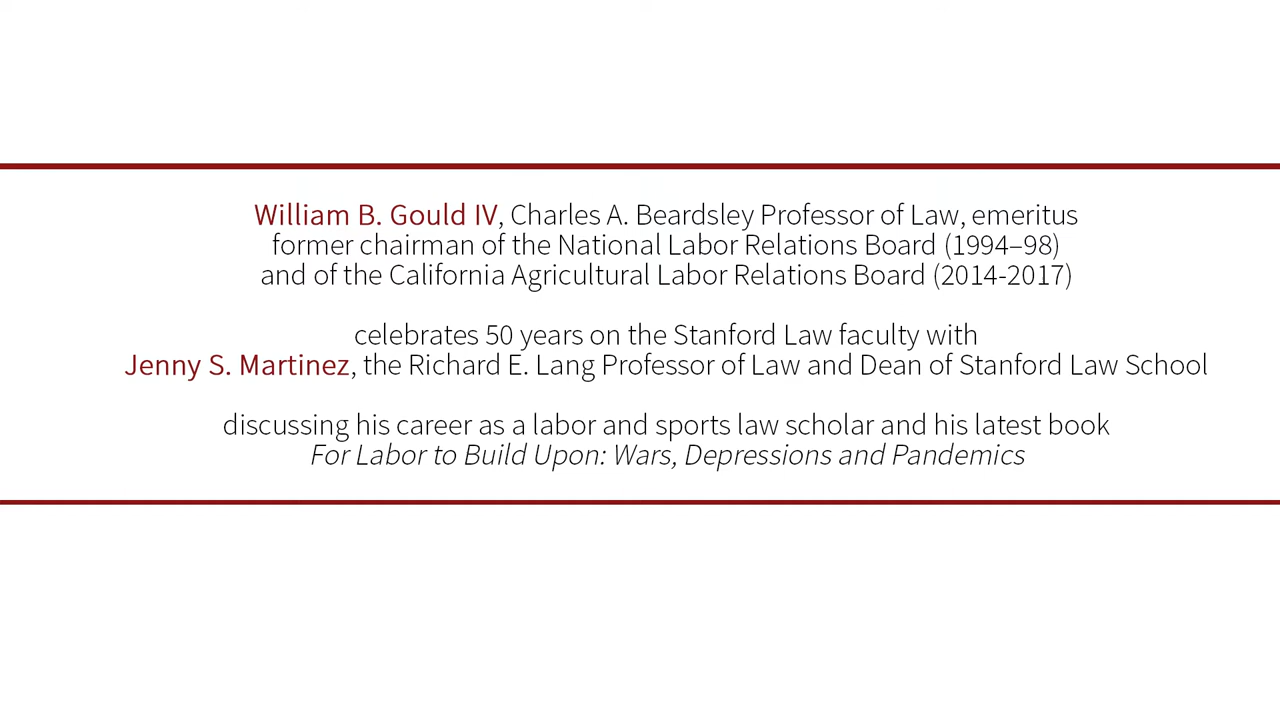 William B. Gould IV, Charles A. Beardsley Professor of Law, emeritus
former chairman of the National Labor Relations Board (1994–98)
and of the California Agricultural Labor Relations Board (2014-2017)
celebrates 50 years on the Stanford Law faculty with
Jenny S. Martinez, the Richard E. Lang Professor of Law and Dean of Stanford Law School
discussing his career as a labor and sports law scholar and his latest book
For Labor to Build Upon: Wars, Depressions and Pandemics